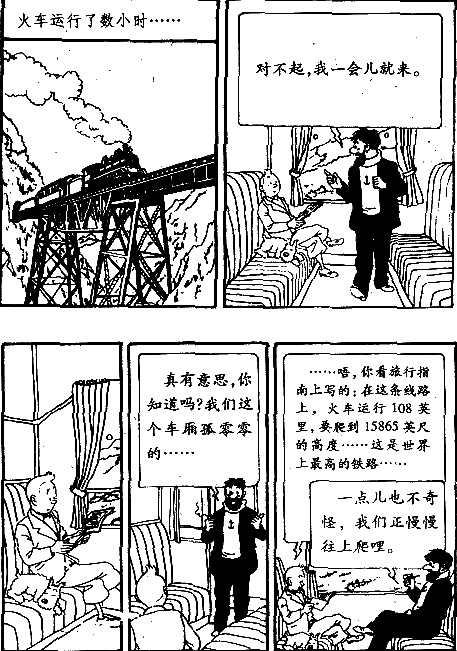 火车运行了数小时……
对不起，我一会儿就来。
真有意思，你
知道吗？我们这
个车厢孤零零
的……
……唔，你看旅行指
南上写的：在这条线路
上，火车运行108英
里，要爬到15865英尺
的高度……这是世界
上最高的铁路……
一点儿也不奇
怪，我们正慢慢
往上爬哩。